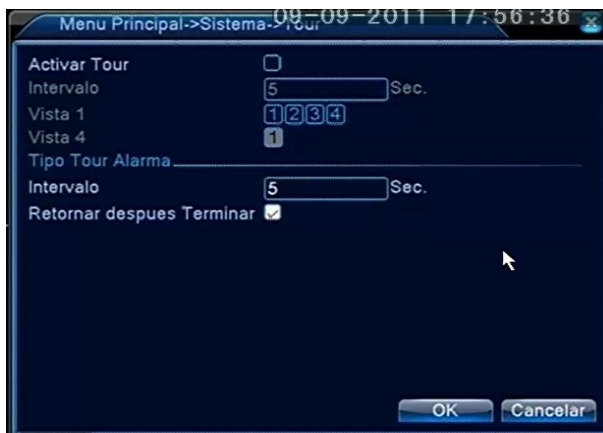 09-09-2011 17:56:36
Menu Principal->Sistema->Tour
Activar Tour
Intervalo 5 Sec.
Vista 1 1 2 3 4
Vista 4 1
Tipo Tour Alarma
Intervalo 5 Sec.
Retornar despues Terminar
OK Cancelar